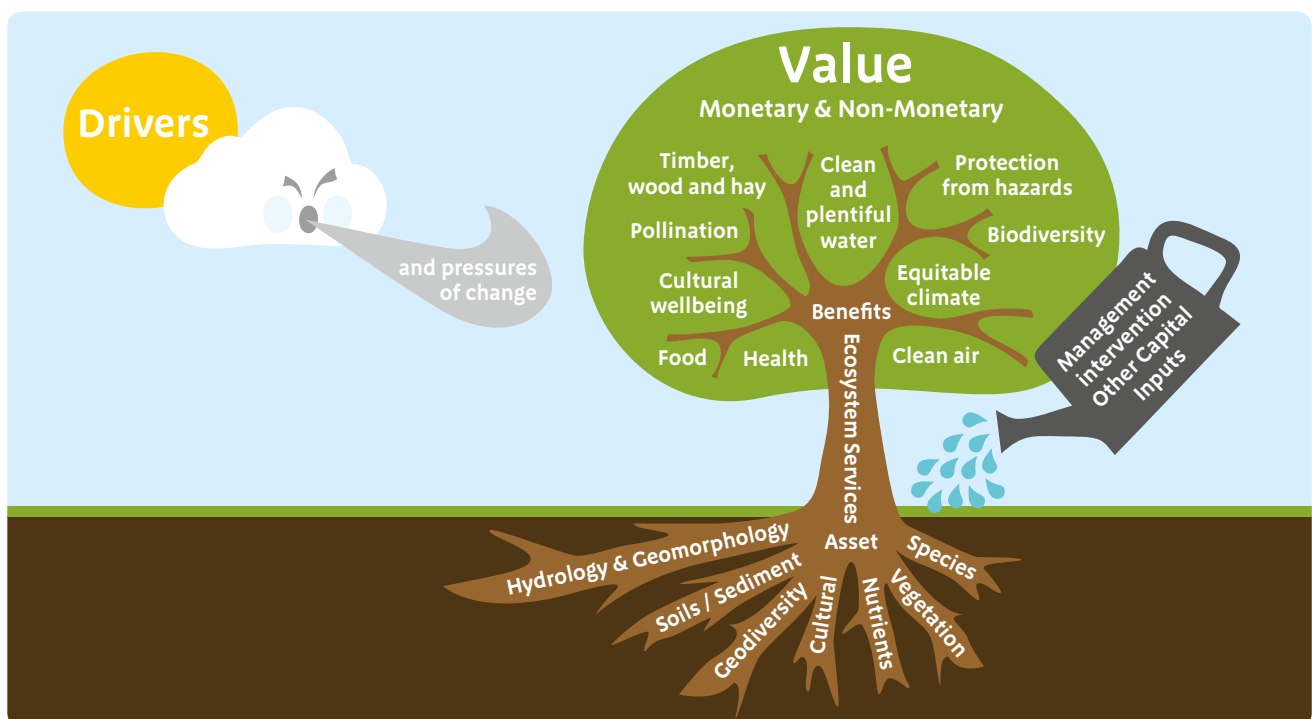 Drivers
and pressures
of change
Value
Monetary & Non-Monetary
Timber,
wood and hay
Clean
and
plentiful
water
Protection
from hazards
Pollination
Biodiversity
Cultural
wellbeing
Equitable
climate
Benefits
Food
Health
Clean air
Ecosystem Services
Management
intervention
Other Capital
Inputs
Asset
Hydrology & Geomorphology
Soils / Sediment
Geodiversity
Cultural
Nutrients
Vegetation
Species